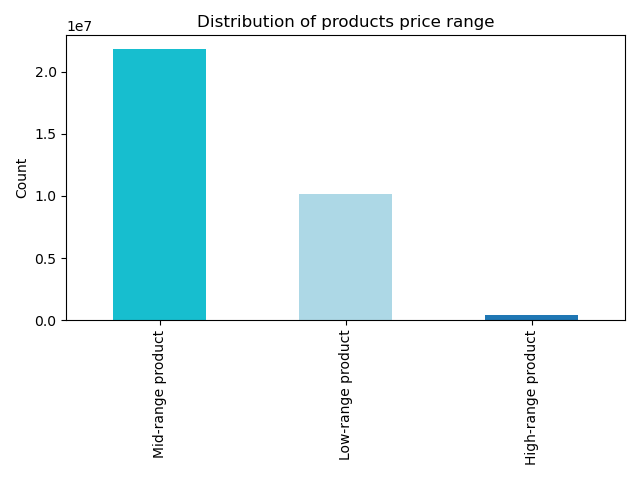 Distribution of products price range
1e7
2.0
1.5
1.0
0.5
0.0
Count
Mid-range product
Low-range product
High-range product